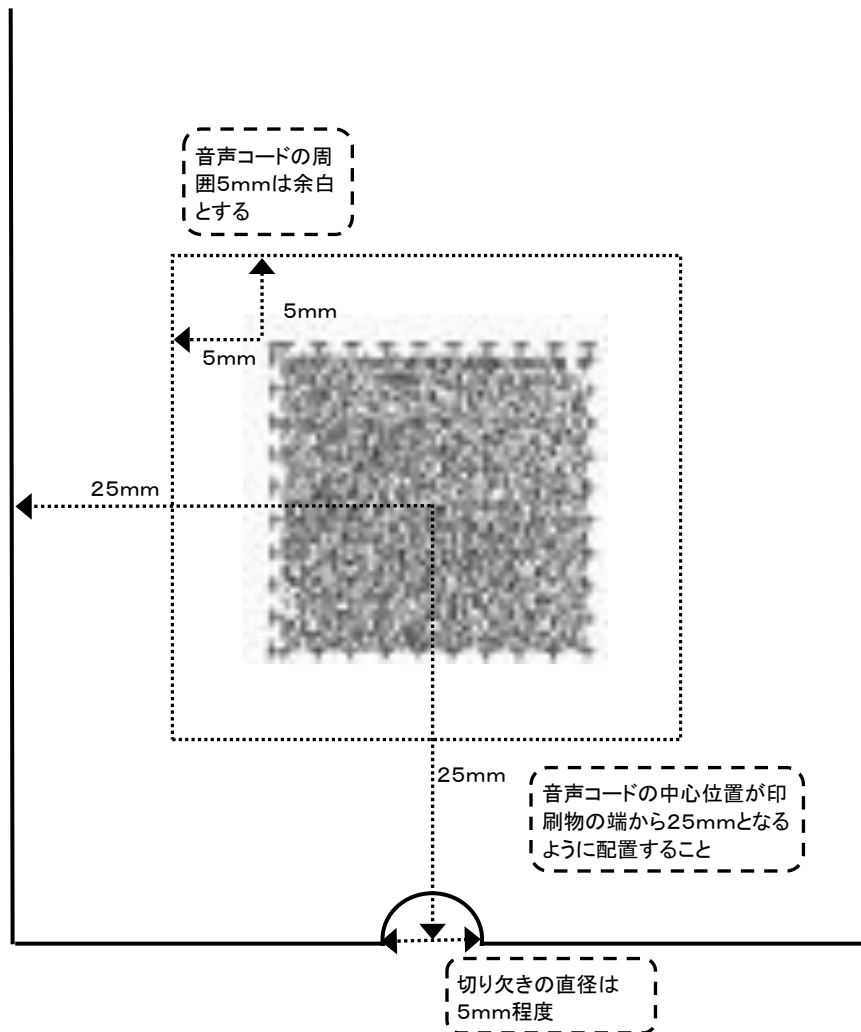 音声コードの周
囲5mmは余白
とする
5mm
5mm
25mm
25mm
音声コードの中心位置が印
刷物の端から25mmとなる
ように配置すること
切り欠きの直径は
5mm程度